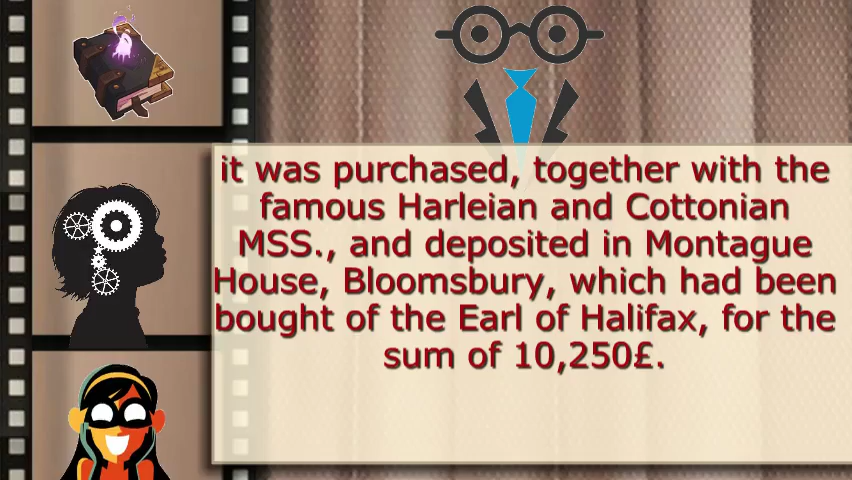 it was purchased, together with the
famous Harleian and Cottonian
MSS., and deposited in Montague
House, Bloomsbury, which had been
bought of the Earl of Halifax, for the
sum of 10,250£.